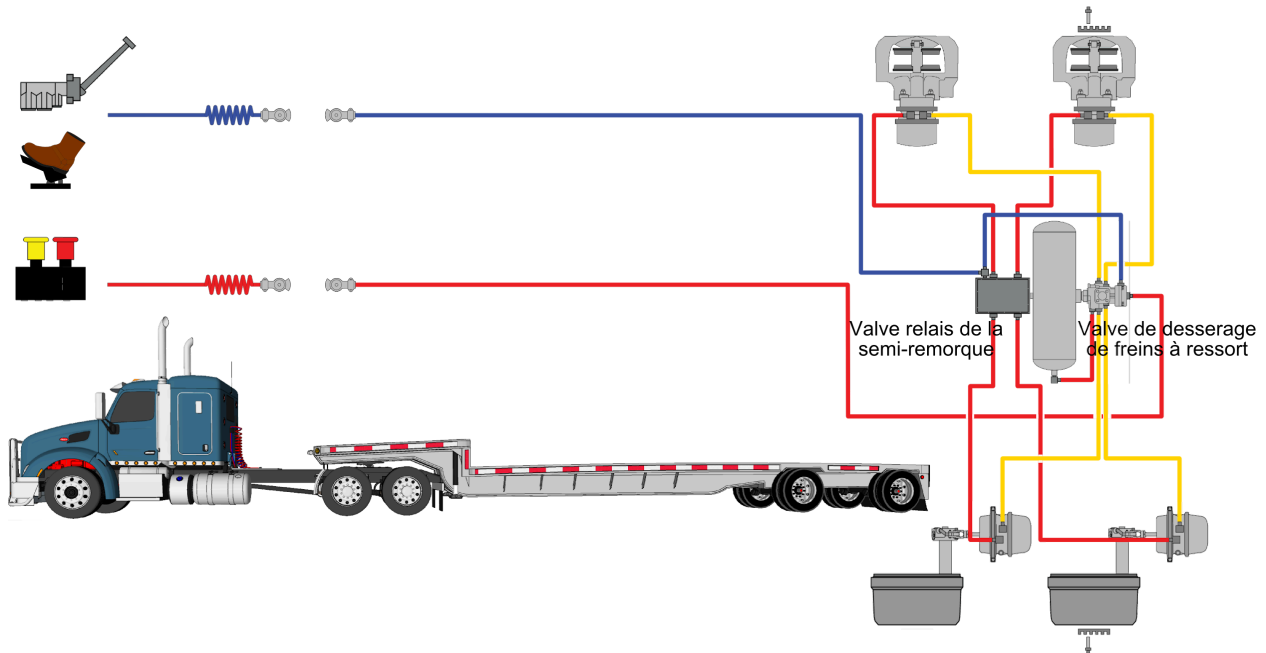 Valve relais de la
semi-remorque
Valve de desserage
de freins à ressort